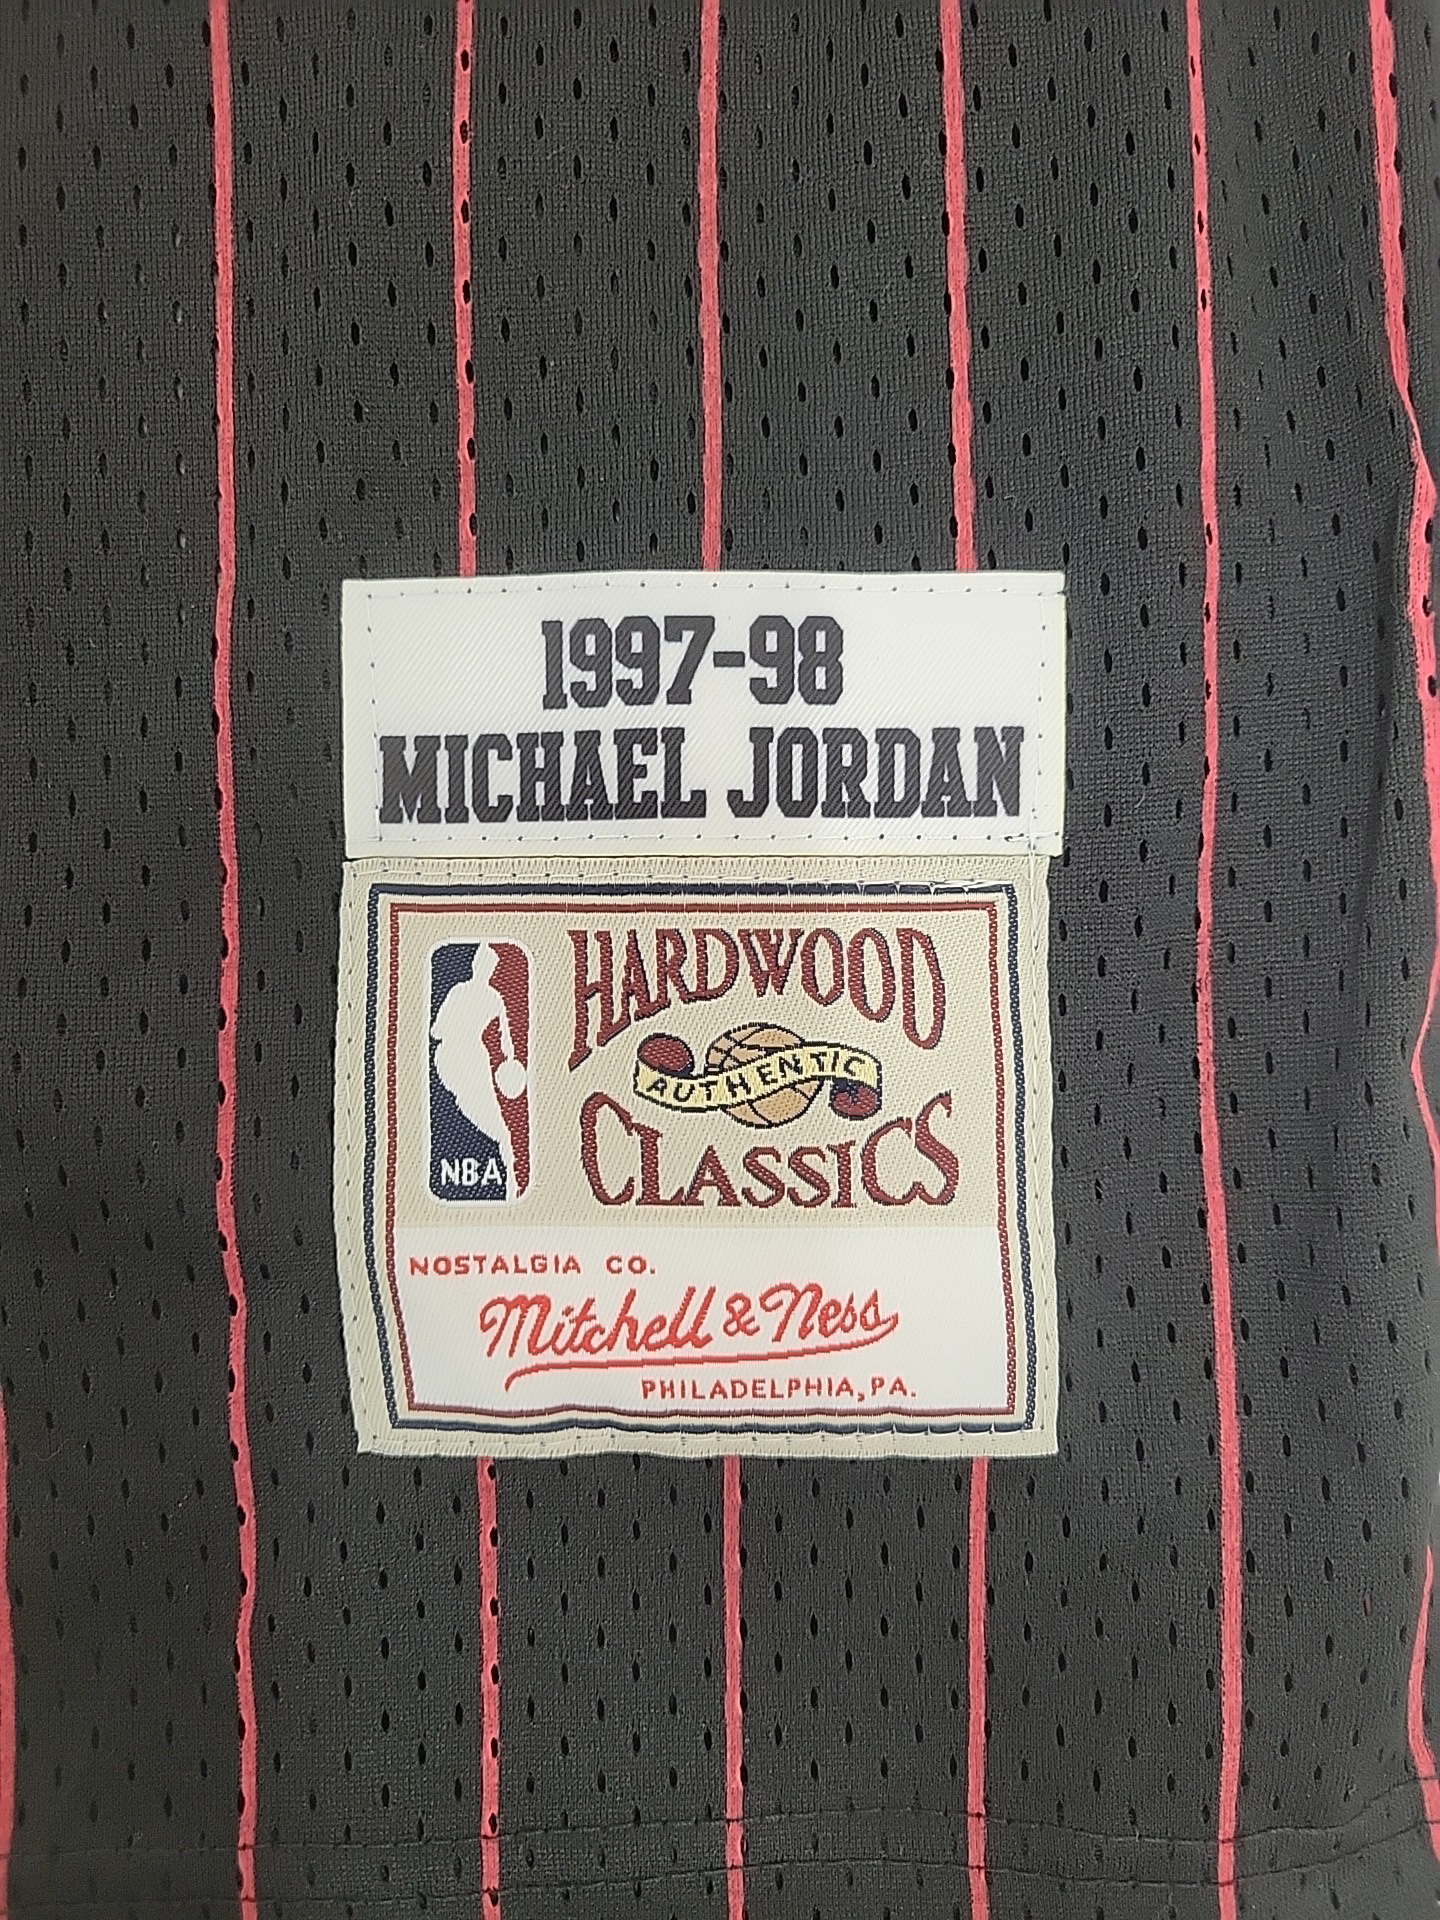 1997-98
MICHAEL JORDAN
HARDWOOD
AUTHENTIC
CLASSICS
NBA
NOSTALGIA CO.
Mitchell & Ness
PHILADELPHIA, PA.